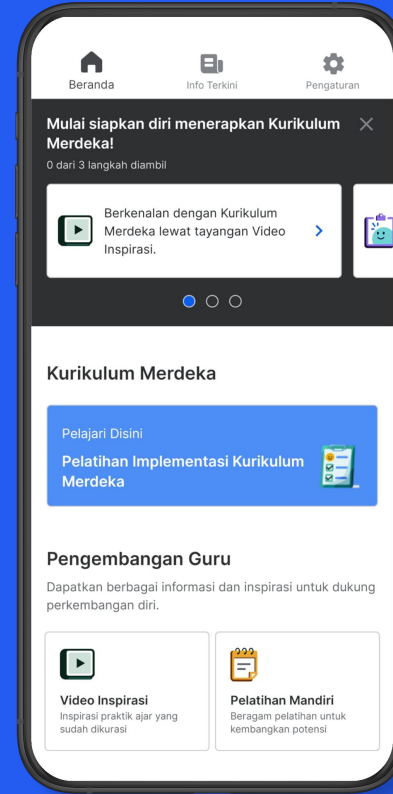 Beranda
Info Terkini
Pengaturan
Mulai siapkan diri menerapkan Kurikulum
Merdeka!
0 dari 3 langkah diambil
Berkenalan dengan Kurikulum
Merdeka lewat tayangan Video
Inspirasi.
Kurikulum Merdeka
Pelajari Disini
Pelatihan Implementasi Kurikulum
Merdeka
Pengembangan Guru
Dapatkan berbagai informasi dan inspirasi untuk dukung
perkembangan diri.
Video Inspirasi
Inspirasi praktik ajar yang
sudah dikurasi
Pelatihan Mandiri
Beragam pelatihan untuk
kembangkan potensi